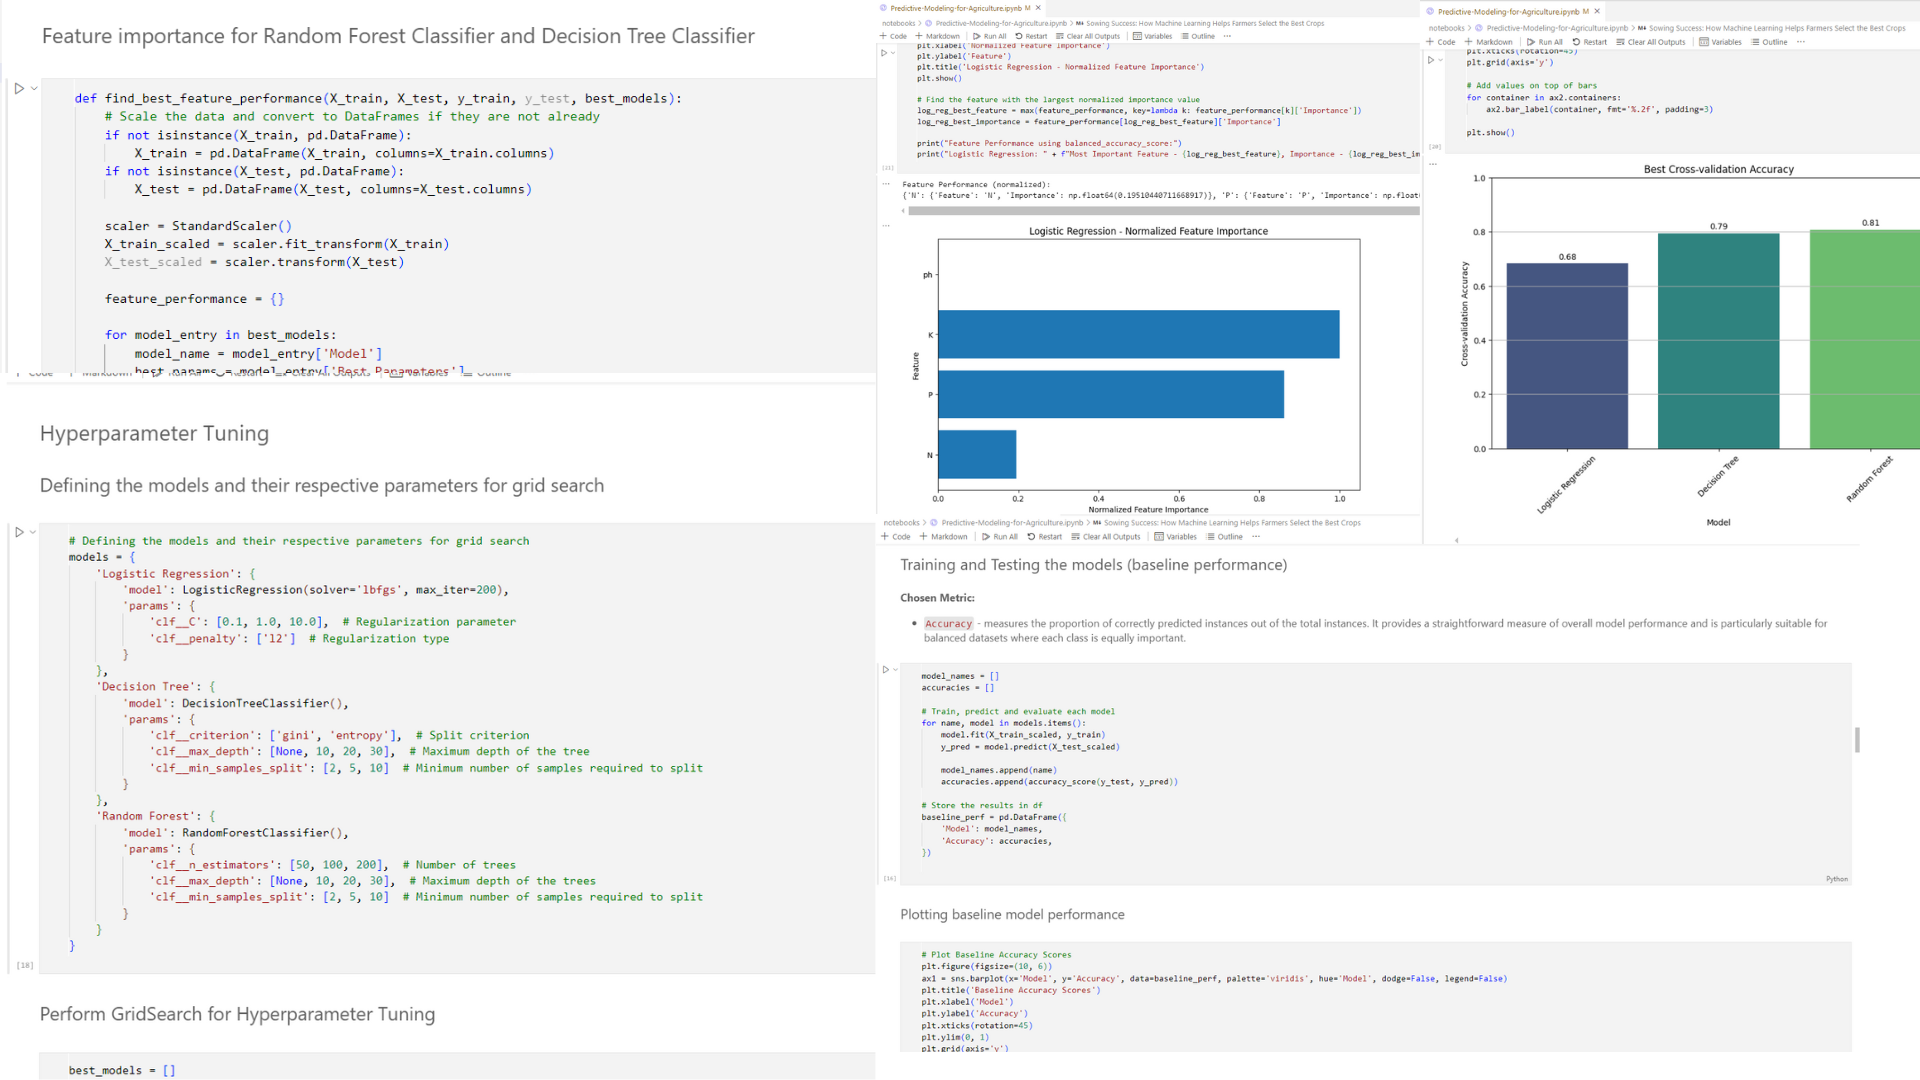 Feature importance for Random Forest Classifier and Decision Tree Classifier
def find_best_feature_performance(X_train, X_test, y_train, y_test, best_models):
# Scale the data and convert to DataFrames if they are not already
if not isinstance(X_train, pd.DataFrame):
X_train = pd.DataFrame(X_train, columns=X_train.columns)
if not isinstance(X_test, pd.DataFrame):
X_test = pd.DataFrame(X_test, columns=X_test.columns)
scaler = StandardScaler()
X_train_scaled = scaler.fit_transform(X_train)
X_test_scaled = scaler.transform(X_test)
feature_performance = {}
for model_entry in best_models:
model_name = model_entry['Model']
best_params = model_entry['Best Parameters']
+ Code + Markdown Run All Restart Clear All Outputs Variables Outline
Hyperparameter Tuning
Defining the models and their respective parameters for grid search
# Defining the models and their respective parameters for grid search
models = {
'Logistic Regression': {
'model': LogisticRegression(solver='lbfgs', max_iter=200),
'params': {
'clf__C': [0.1, 1.0, 10.0], # Regularization parameter
'clf__penalty': ['l2'] # Regularization type
}
},
'Decision Tree': {
'model': DecisionTreeClassifier(),
'params': {
'clf__criterion': ['gini', 'entropy'], # Split criterion
'clf__max_depth': [None, 10, 20, 30], # Maximum depth of the tree
'clf__min_samples_split': [2, 5, 10] # Minimum number of samples required to split
}
},
'Random Forest': {
'model': RandomForestClassifier(),
'params': {
'clf__n_estimators': [50, 100, 200], # Number of trees
'clf__max_depth': [None, 10, 20, 30], # Maximum depth of the trees
'clf__min_samples_split': [2, 5, 10] # Minimum number of samples required to split
}
}
}
[18]
Perform GridSearch for Hyperparameter Tuning
best_models = []
Predictive-Modeling-for-Agriculture.ipynb M ×
notebooks > Predictive-Modeling-for-Agriculture.ipynb > M↓ Sowing Success: How Machine Learning Helps Farmers Select the Best Crops
+ Code + Markdown Run All Restart Clear All Outputs Variables Outline ...
plt.xlabel('Normalized Feature Importance')
plt.ylabel('Feature')
plt.title('Logistic Regression - Normalized Feature Importance')
plt.show()
# Find the feature with the largest normalized importance value
log_reg_best_feature = max(feature_performance, key=lambda k: feature_performance[k]['Importance'])
log_reg_best_importance = feature_performance[log_reg_best_feature]['Importance']
print("Feature Performance using balanced_accuracy_score:")
print("Logistic Regression: " + f"Most Important Feature - {log_reg_best_feature}, Importance - {log_reg_best_im
[21]
Feature Performance (normalized):
{'N': {'Feature': 'N', 'Importance': np.float64(0.19510440711668917)}, 'P': {'Feature': 'P', 'Importance': np.float
Logistic Regression - Normalized Feature Importance
ph
K
P
N
Feature
0.0 0.2 0.4 0.6 0.8 1.0
Normalized Feature Importance
Predictive-Modeling-for-Agriculture.ipynb M ×
notebooks > Predictive-Modeling-for-Agriculture.ipynb > M↓ Sowing Success: How Machine Learning Helps Farmers Select the Best Crops
+ Code + Markdown Run All Restart Clear All Outputs Variables Outline ...
plt.xticks(rotation=45)
plt.grid(axis='y')
# Add values on top of bars
for container in ax2.containers:
ax2.bar_label(container, fmt='%.2f', padding=3)
plt.show()
[20]
Best Cross-validation Accuracy
1.0
0.8
0.6
0.4
0.2
0.0
Cross-validation Accuracy
0.68
0.79
0.81
Logistic Regression
Decision Tree
Random Forest
Model
notebooks > Predictive-Modeling-for-Agriculture.ipynb > M↓ Sowing Success: How Machine Learning Helps Farmers Select the Best Crops
+ Code + Markdown Run All Restart Clear All Outputs Variables Outline ...
Training and Testing the models (baseline performance)
Chosen Metric:
• Accuracy - measures the proportion of correctly predicted instances out of the total instances. It provides a straightforward measure of overall model performance and is particularly suitable for
balanced datasets where each class is equally important.
model_names = []
accuracies = []
# Train, predict and evaluate each model
for name, model in models.items():
model.fit(X_train_scaled, y_train)
y_pred = model.predict(X_test_scaled)
model_names.append(name)
accuracies.append(accuracy_score(y_test, y_pred))
# Store the results in df
baseline_perf = pd.DataFrame({
'Model': model_names,
'Accuracy': accuracies,
})
[16]
Python
Plotting baseline model performance
# Plot Baseline Accuracy Scores
plt.figure(figsize=(10, 6))
ax1 = sns.barplot(x='Model', y='Accuracy', data=baseline_perf, palette='viridis', hue='Model', dodge=False, legend=False)
plt.title('Baseline Accuracy Scores')
plt.xlabel('Model')
plt.ylabel('Accuracy')
plt.xticks(rotation=45)
plt.ylim(0, 1)
plt.grid(axis='y')